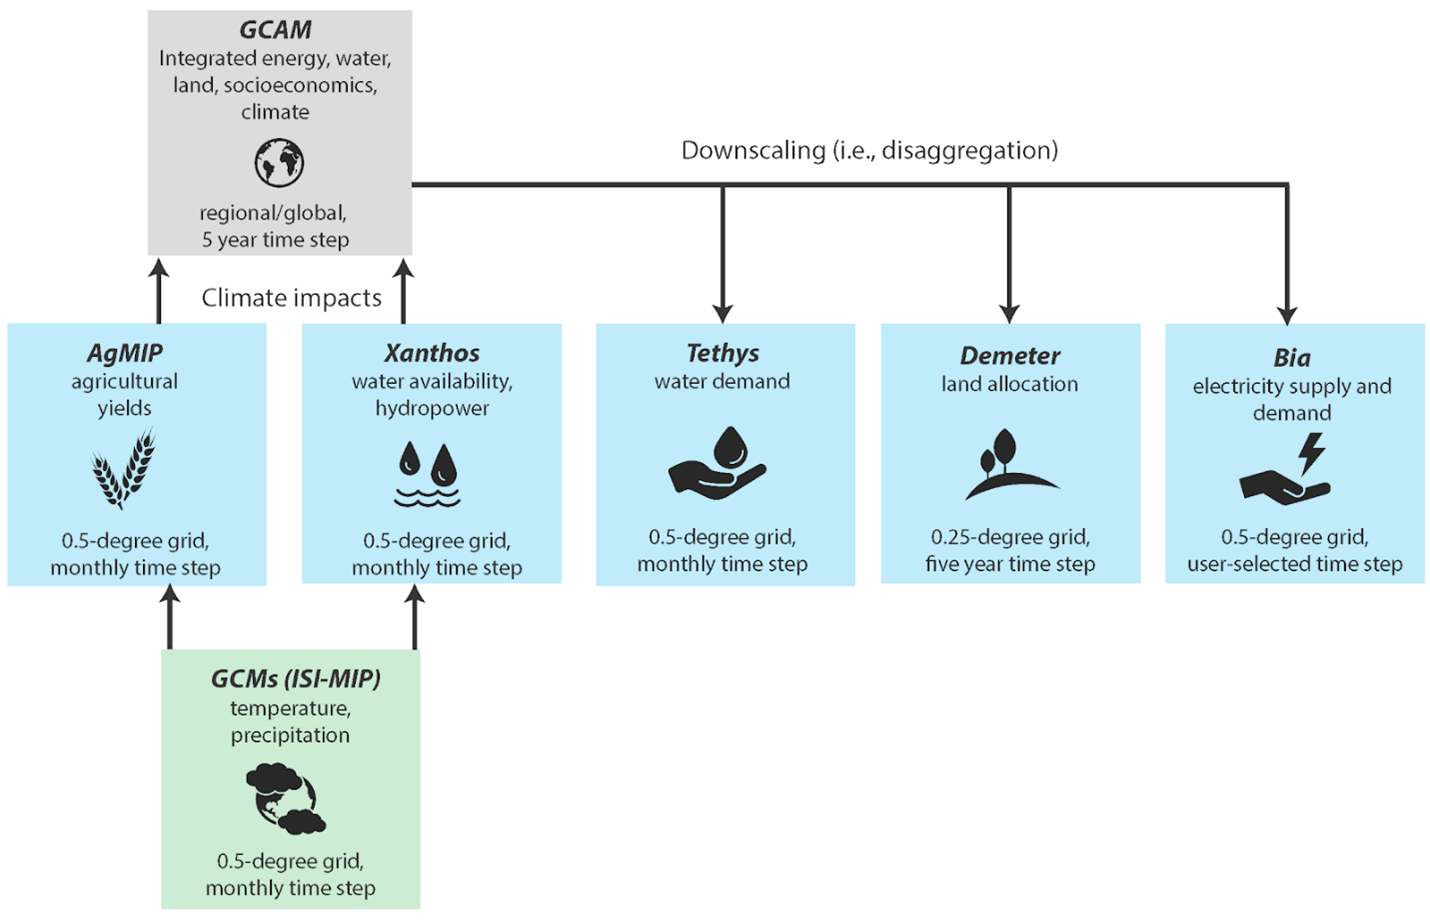 GCAM
Integrated energy, water,
land, socioeconomics,
climate
regional/global,
5 year time step
Downscaling (i.e., disaggregation)
Climate impacts
AgMIP
agricultural
yields
0.5-degree grid,
monthly time step
Xanthos
water availability,
hydropower
0.5-degree grid,
monthly time step
Tethys
water demand
0.5-degree grid,
monthly time step
Demeter
land allocation
0.25-degree grid,
five year time step
Bia
electricity supply and
demand
0.5-degree grid,
user-selected time step
GCMs (ISI-MIP)
temperature,
precipitation
0.5-degree grid,
monthly time step